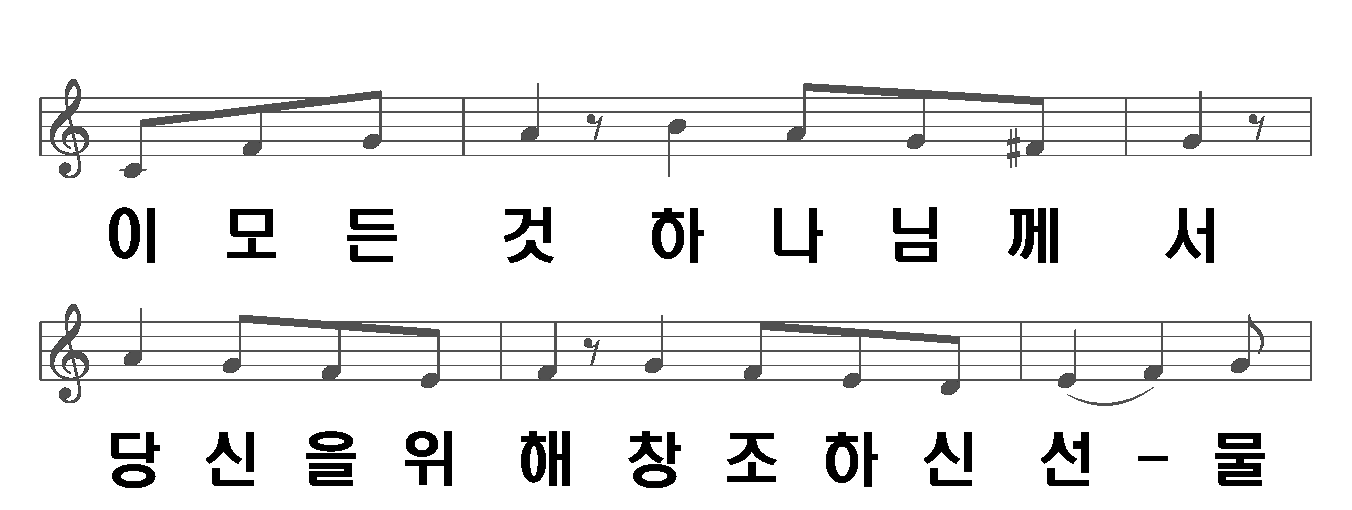 이 모 든 것 하 나 님 께 서
당 신 을 위 해 창 조 하 신 선 - 물